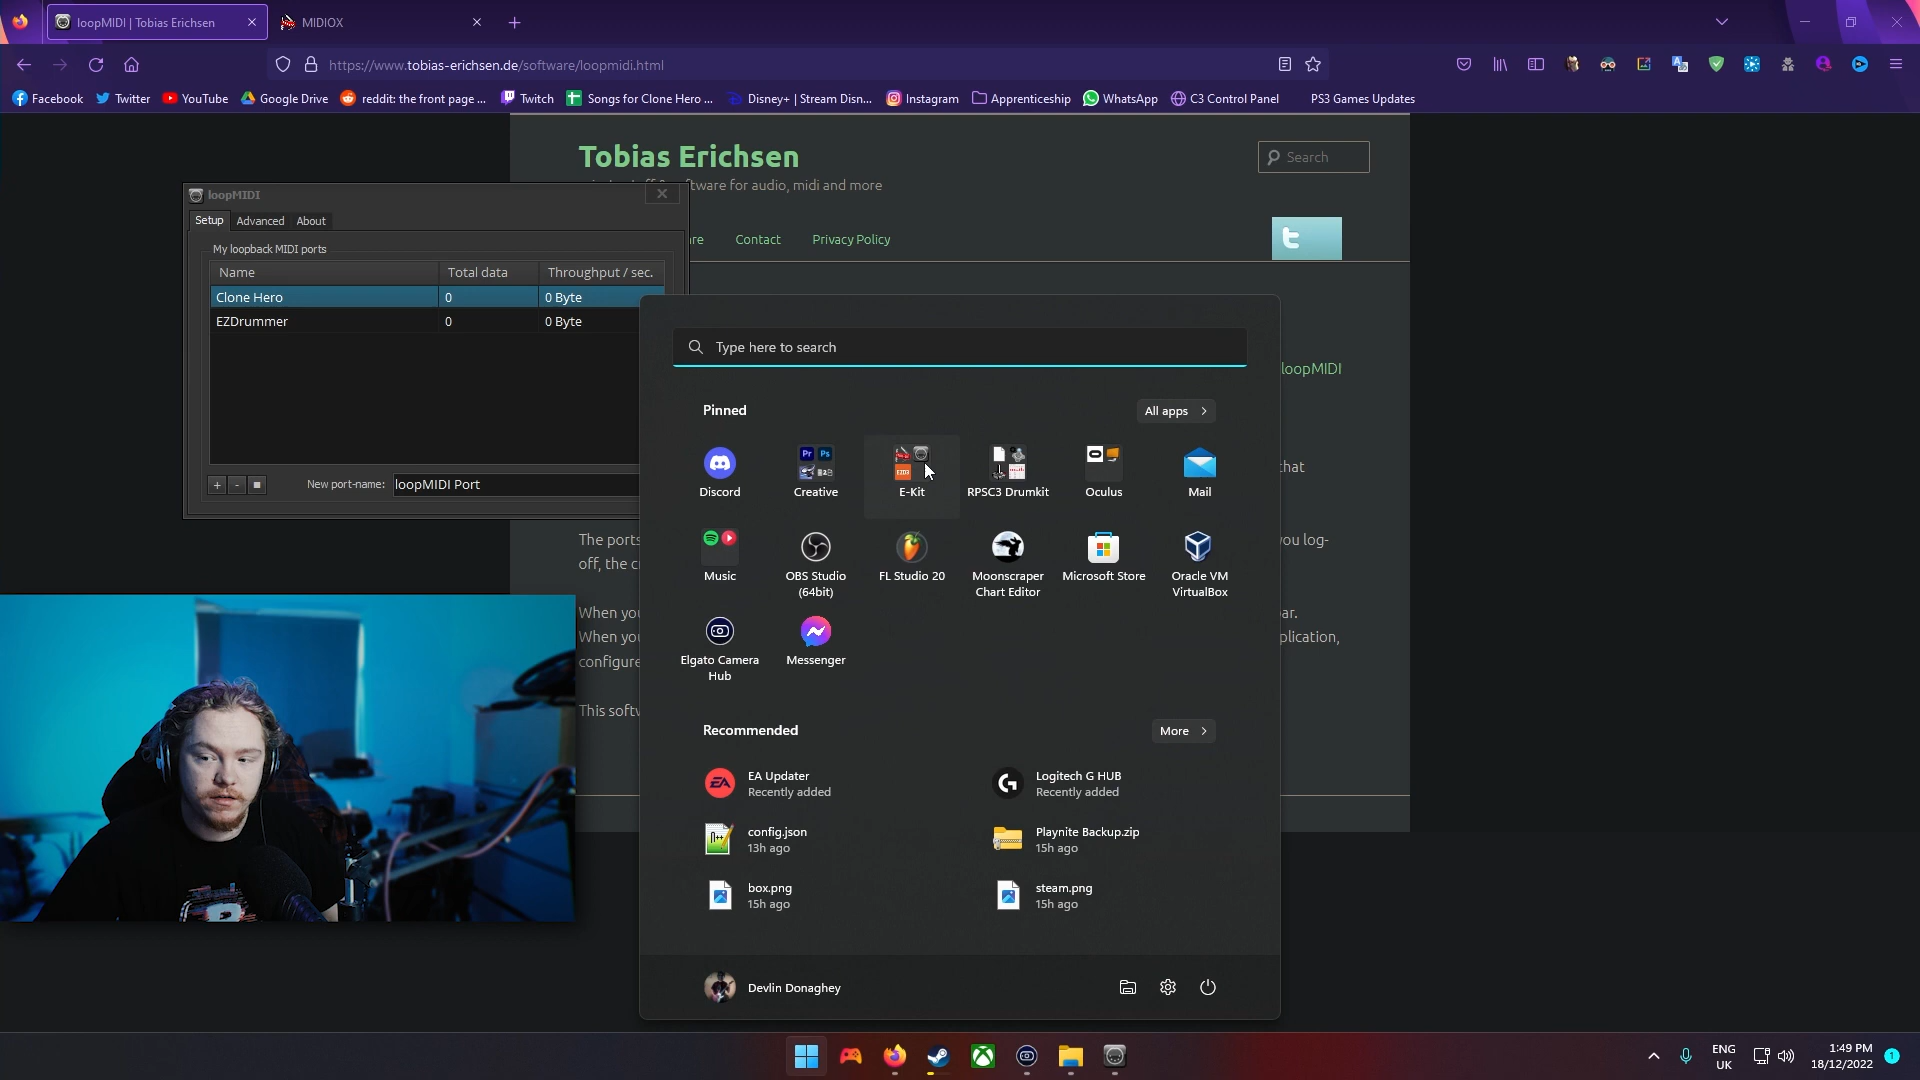 loopMIDI | Tobias Erichsen
MIDIOX
https://www.tobias-erichsen.de/software/loopmidi.html
Facebook
Twitter
YouTube
Google Drive
reddit: the front page ...
Twitch
Songs for Clone Hero ...
Disney+ | Stream Disn...
Instagram
Apprenticeship
WhatsApp
C3 Control Panel
PS3 Games Updates
Tobias Erichsen
ware for audio, midi and more
Search
Contact
Privacy Policy
loopMIDI
Setup
Advanced
About
My loopback MIDI ports
Name
Total data
Throughput / sec.
Clone Hero
0
0 Byte
EZDrummer
0
0 Byte
+
-
New port-name:
loopMIDI Port
loopMIDI
that
The ports
you log-
off, the c
When you
ar.
When you
plication,
configure
This softw
Type here to search
Pinned
All apps
Discord
Creative
E-Kit
RPSC3 Drumkit
Oculus
Mail
Music
OBS Studio
(64bit)
FL Studio 20
Moonscraper
Chart Editor
Microsoft Store
Oracle VM
VirtualBox
Elgato Camera
Hub
Messenger
Recommended
More
EA Updater
Recently added
Logitech G HUB
Recently added
config.json
13h ago
Playnite Backup.zip
15h ago
box.png
15h ago
steam.png
15h ago
Devlin Donaghey
ENG
UK
1:49 PM
18/12/2022
1